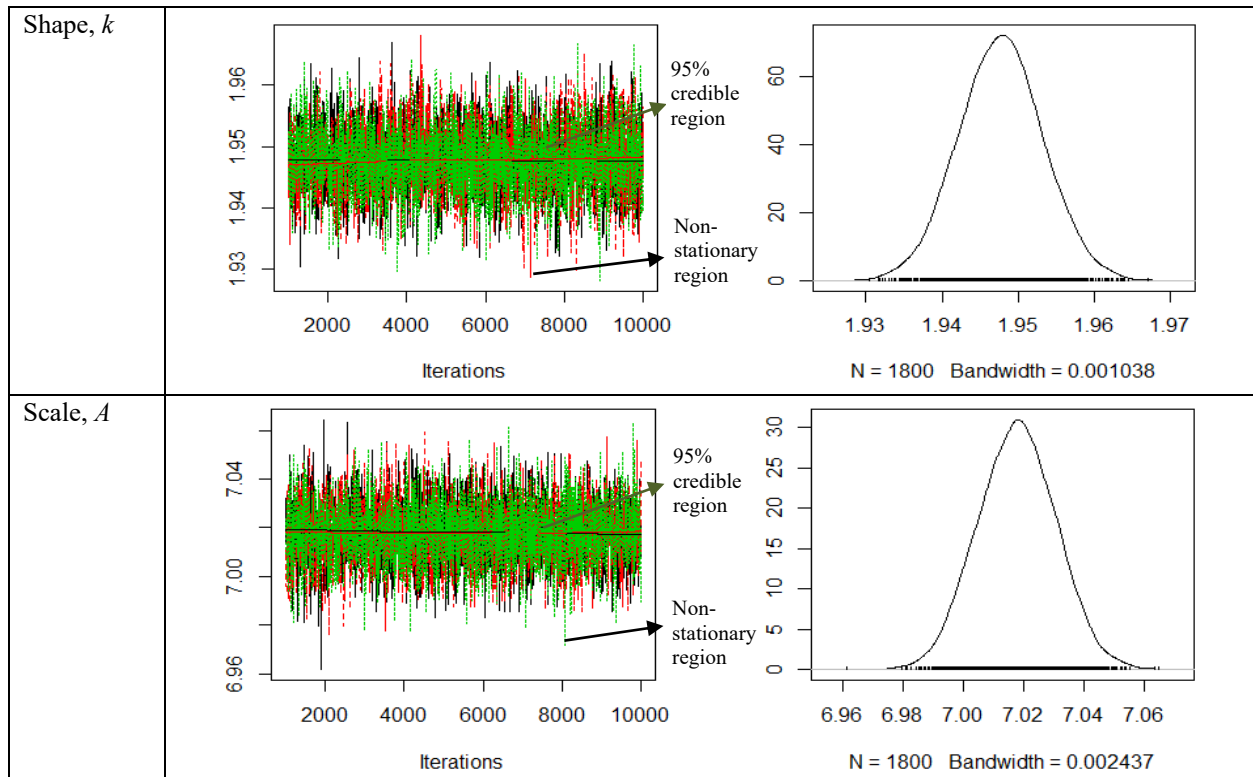 Shape, k
1.93 1.94 1.95 1.96
2000 4000 6000 8000 10000
Iterations
95%
credible
region
Non-
stationary
region
0 20 40 60
1.93 1.94 1.95 1.96 1.97
N = 1800 Bandwidth = 0.001038
Scale, A
6.96 7.00 7.04
2000 4000 6000 8000 10000
Iterations
95%
credible
region
Non-
stationary
region
0 5 10 15 20 25 30
6.96 6.98 7.00 7.02 7.04 7.06
N = 1800 Bandwidth = 0.002437